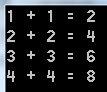 1 + 1 = 2
2 + 2 = 4
3 + 3 = 6
4 + 4 = 8